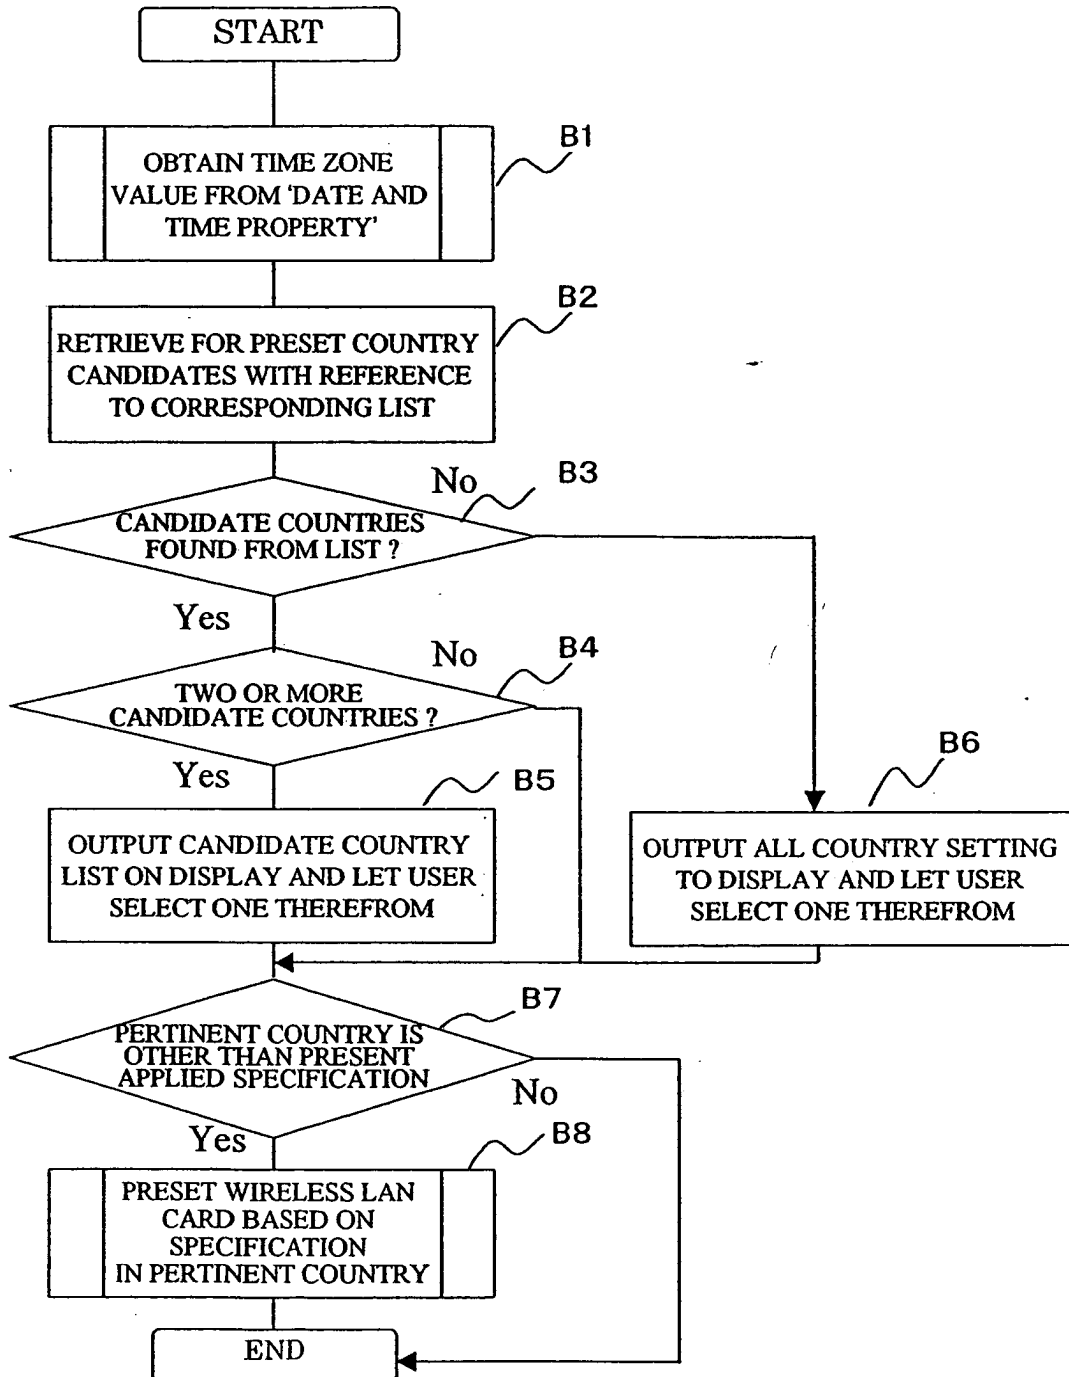 START
B1
OBTAIN TIME ZONE
VALUE FROM 'DATE AND
TIME PROPERTY'
B2
RETRIEVE FOR PRESET COUNTRY
CANDIDATES WITH REFERENCE
TO CORRESPONDING LIST
No
B3
CANDIDATE COUNTRIES
FOUND FROM LIST ?
Yes
No
B4
TWO OR MORE
CANDIDATE COUNTRIES ?
Yes
B5
OUTPUT CANDIDATE COUNTRY
LIST ON DISPLAY AND LET USER
SELECT ONE THEREFROM
B6
OUTPUT ALL COUNTRY SETTING
TO DISPLAY AND LET USER
SELECT ONE THEREFROM
B7
PERTINENT COUNTRY IS
OTHER THAN PRESENT
APPLIED SPECIFICATION
No
Yes
B8
PRESET WIRELESS LAN
CARD BASED ON
SPECIFICATION
IN PERTINENT COUNTRY
END